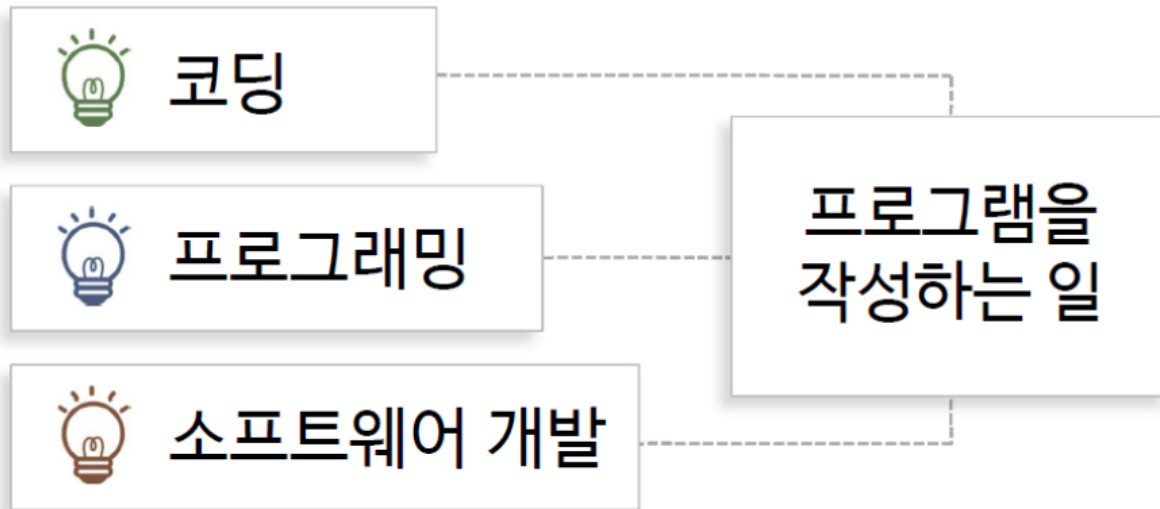 코딩
프로그래밍
소프트웨어 개발
프로그램을
작성하는 일